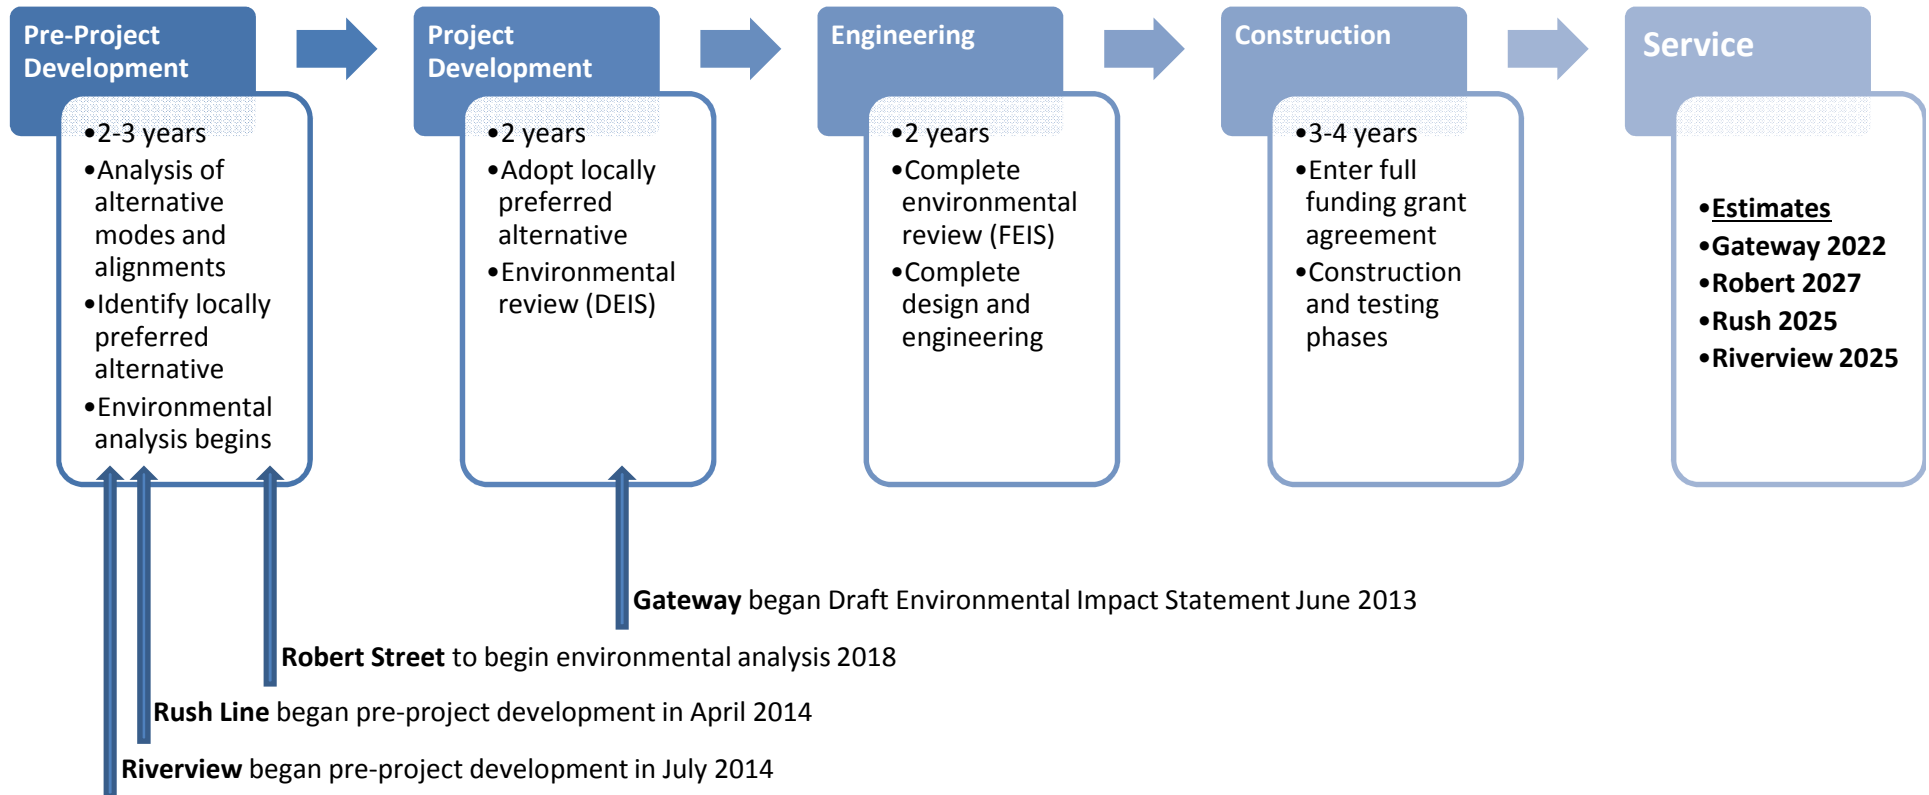 Pre-Project
Development
•2-3 years
•Analysis of
alternative
modes and
alignments
•Identify locally
preferred
alternative
•Environmental
analysis begins
Project
Development
•2 years
•Adopt locally
preferred
alternative
•Environmental
review (DEIS)
Engineering
•2 years
•Complete
environmental
review (FEIS)
•Complete
design and
engineering
Construction
•3-4 years
•Enter full
funding grant
agreement
•Construction
and testing
phases
Service
•Estimates
•Gateway 2022
•Robert 2027
•Rush 2025
•Riverview 2025
Gateway began Draft Environmental Impact Statement June 2013
Robert Street to begin environmental analysis 2018
Rush Line began pre-project development in April 2014
Riverview began pre-project development in July 2014